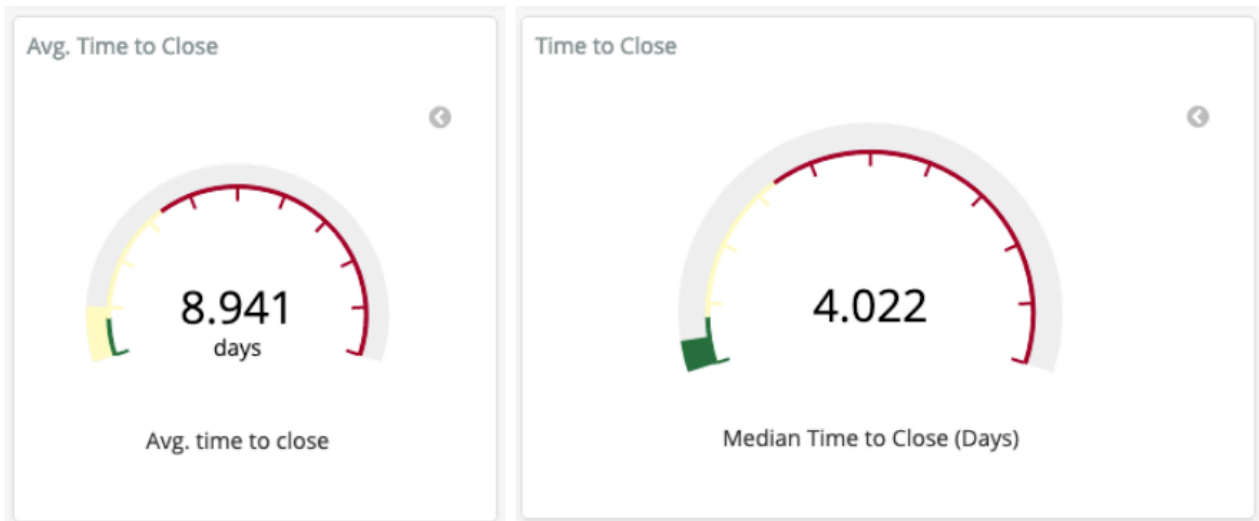 Avg. Time to Close
8.941
days
Avg. time to close
Time to Close
4.022
Median Time to Close (Days)